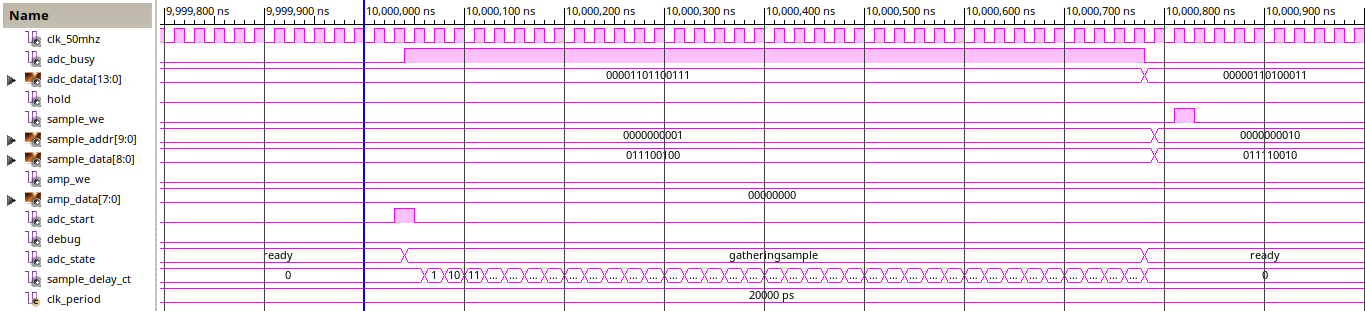 Name 9,999,800 ns 9,999,900 ns 10,000,000 ns 10,000,100 ns 10,000,200 ns 10,000,300 ns 10,000,400 ns 10,000,500 ns 10,000,600 ns 10,000,700 ns 10,000,800 ns 10,000,900 ns
clk_50mhz
adc_busy
adc_data[13:0] 00001101100111 00000110100011
hold
sample_we
sample_addr[9:0] 0000000001 0000000010
sample_data[8:0] 011100100 011110010
amp_we
amp_data[7:0] 00000000
adc_start
debug
adc_state ready gatheringsample ready
sample_delay_ct 0 1 10 11 ... ... ... ... ... ... ... ... ... ... ... ... ... ... ... ... ... ... ... ... ... ... ... ... ... ... ... ... ... ... ... ... ... 0
clk_period 20000 ps